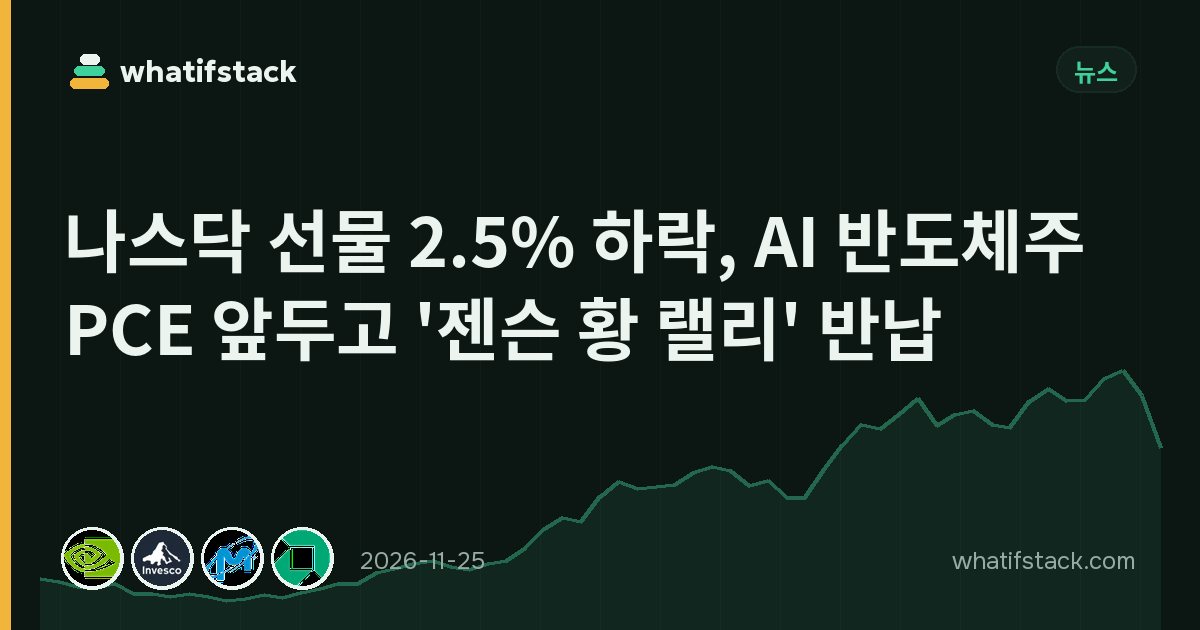 whatifstack
뉴스
나스닥 선물 2.5% 하락, AI 반도체주
PCE 앞두고 '젠슨 황 랠리' 반납
Invesco
2026-11-25
whatifstack.com